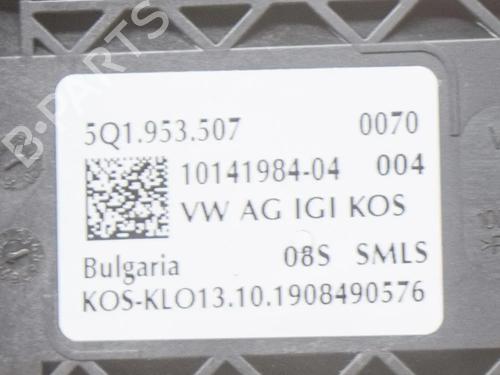 B-PARTS
5Q1.953.507 0070
10141984-04 004
VW AG IGI KOS
Bulgaria 08S SMLS
KOS-KLO13.10.1908490576